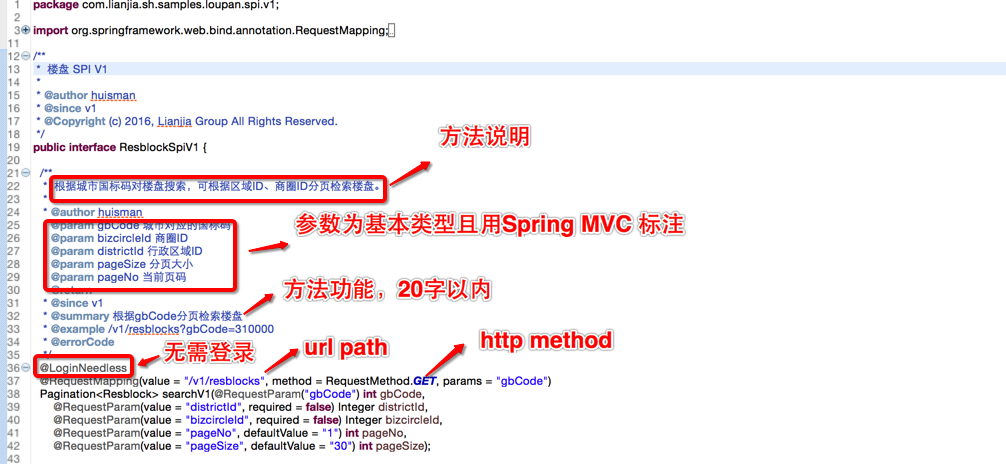 1 package com.lianjia.sh.samples.loupan.spi.v1;
2
3 import org.springframework.web.bind.annotation.RequestMapping;
11
12 /**
13 * 楼盘 SPI V1
14 *
15 * @author huisman
16 * @since v1
17 * @Copyright (c) 2016, Lianjia Group All Rights Reserved.
18 */
方法说明
19 public interface ResblockSpiV1 {
20
21 /**
22 * 根据城市国标码对楼盘搜索，可根据区域ID、商圈ID分页检索楼盘。
23 *
24 * @author huisman
参数为基本类型且用Spring MVC 标注
25 * @param gbCode 城市对应的国标码
26 * @param bizcircleId 商圈ID
27 * @param districtId 行政区域ID
28 * @param pageSize 分页大小
29 * @param pageNo 当前页码
方法功能，20字以内
30 * @return
31 * @since v1
32 * @summary 根据gbCode分页检索楼盘
33 * @example /v1/resblocks?gbCode=310000
34 * @errorCode
无需登录
url path
http method
35 */
36 @LoginNeedless
37 @RequestMapping(value = "/v1/resblocks", method = RequestMethod.GET, params = "gbCode")
38 Pagination<Resblock> searchV1(@RequestParam("gbCode") int gbCode,
39 @RequestParam(value = "districtId", required = false) Integer districtId,
40 @RequestParam(value = "bizcircleId", required = false) Integer bizcircleId,
41 @RequestParam(value = "pageNo", defaultValue = "1") int pageNo,
42 @RequestParam(value = "pageSize", defaultValue = "30") int pageSize);
43